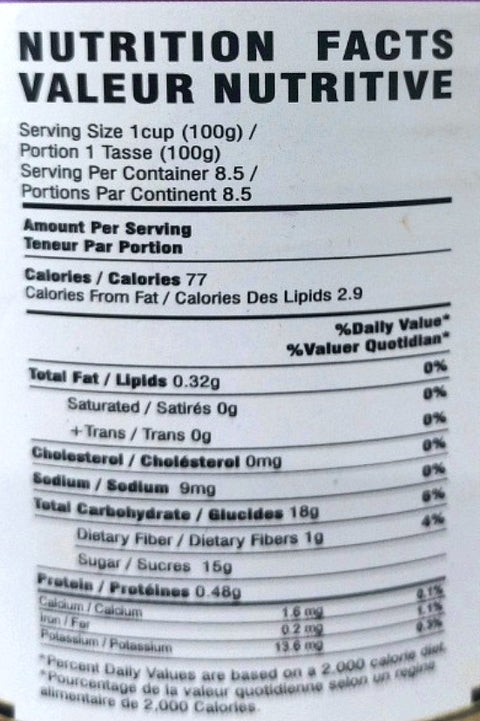 NUTRITION FACTS
VALEUR NUTRITIVE
Serving Size 1cup (100g) /
Portion 1 Tasse (100g)
Serving Per Container 8.5 /
Portions Par Continent 8.5
Amount Per Serving
Teneur Par Portion
Calories / Calories 77
Calories From Fat / Calories Des Lipids 2.9
%Daily Value*
%Valuer Quotidian*
Total Fat / Lipids 0.32g 0%
Saturated / Satirés 0g 0%
+Trans / Trans 0g 0%
Cholesterol / Choléstérol 0mg 0%
Sodium / Sodium 9mg 0%
Total Carbohydrate / Glucides 18g 6%
Dietary Fiber / Dietary Fibers 1g 4%
Sugar / Sucres 15g
Protein / Protéines 0.48g
Calcium / Calcium 1.6 mg 0.1%
Iron / Fer 0.2 mg 1.1%
Potassium / Potassium 13.6 mg 0.3%
*Percent Daily Values are based on a 2.000 calorie diet.
*Pourcentage de la valeur quotidienne selon un regine
alimentaire de 2,000 Calories.